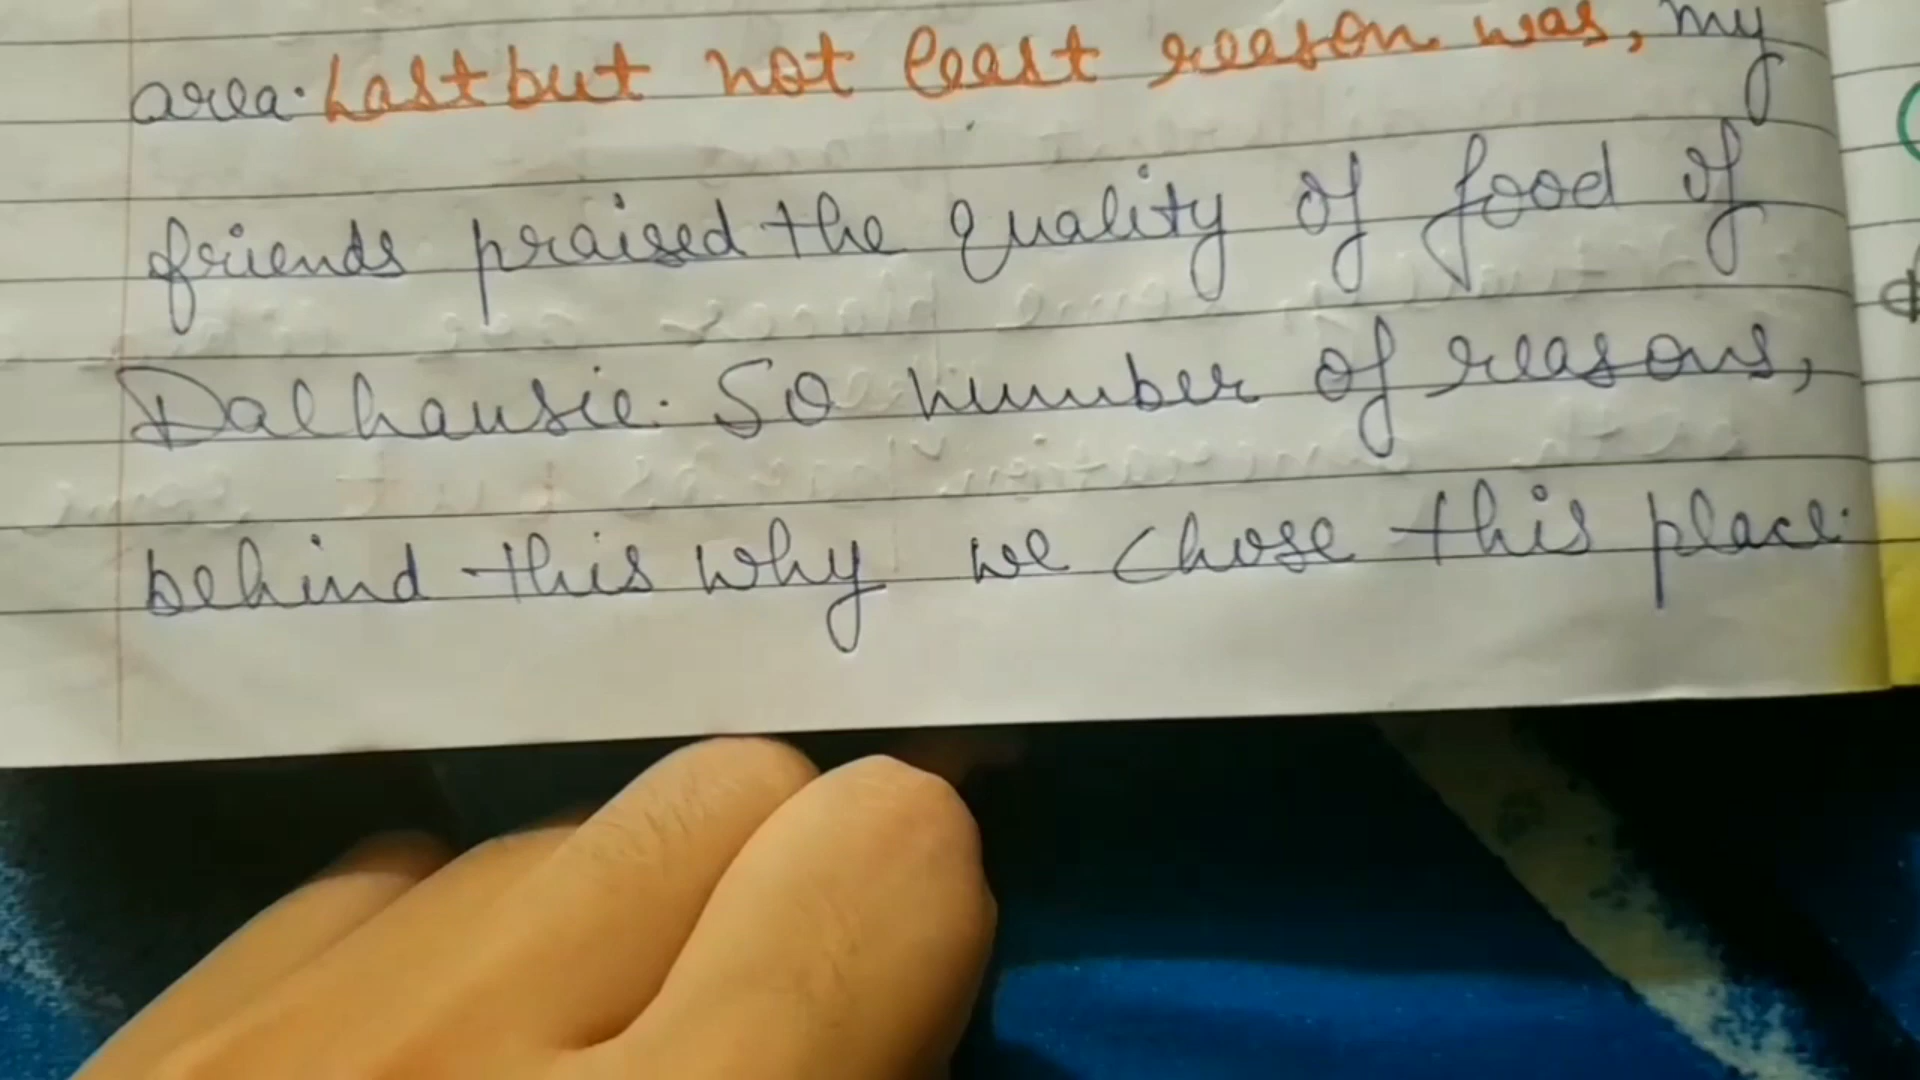 area. Last but not least reason was, my
friends praised the quality of food of
Dalhausie. So number of reasons,
behind this why we chose this place.